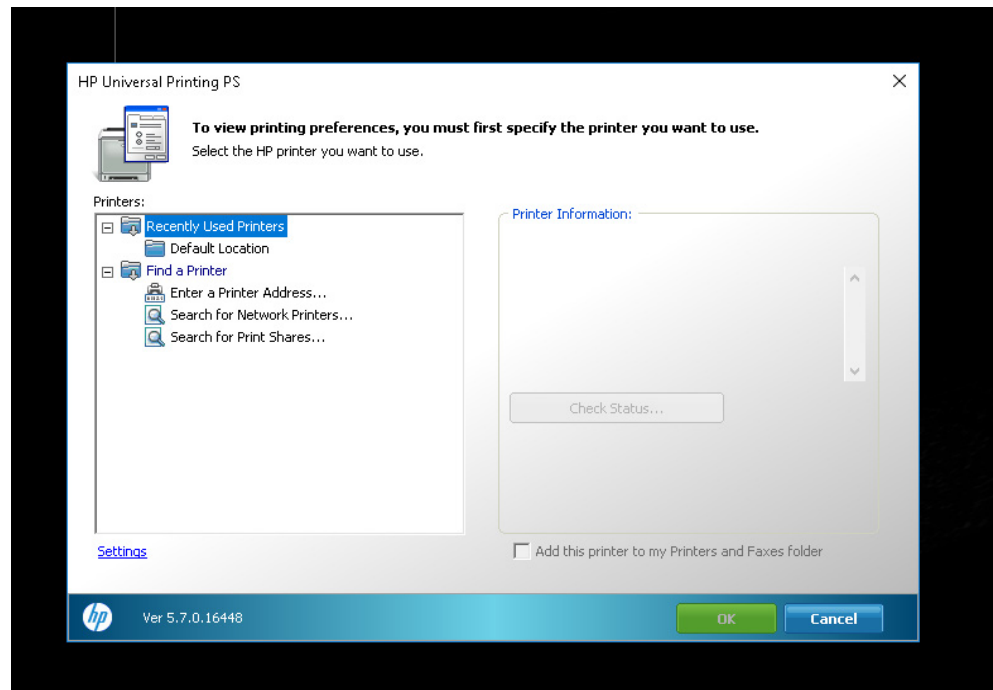 HP Universal Printing PS
To view printing preferences, you must first specify the printer you want to use.
Select the HP printer you want to use.
Printers:
Recently Used Printers
Default Location
Find a Printer
Enter a Printer Address...
Search for Network Printers...
Search for Print Shares...
Settings
Printer Information:
Check Status...
Add this printer to my Printers and Faxes folder
hp
Ver 5.7.0.16448
OK
Cancel